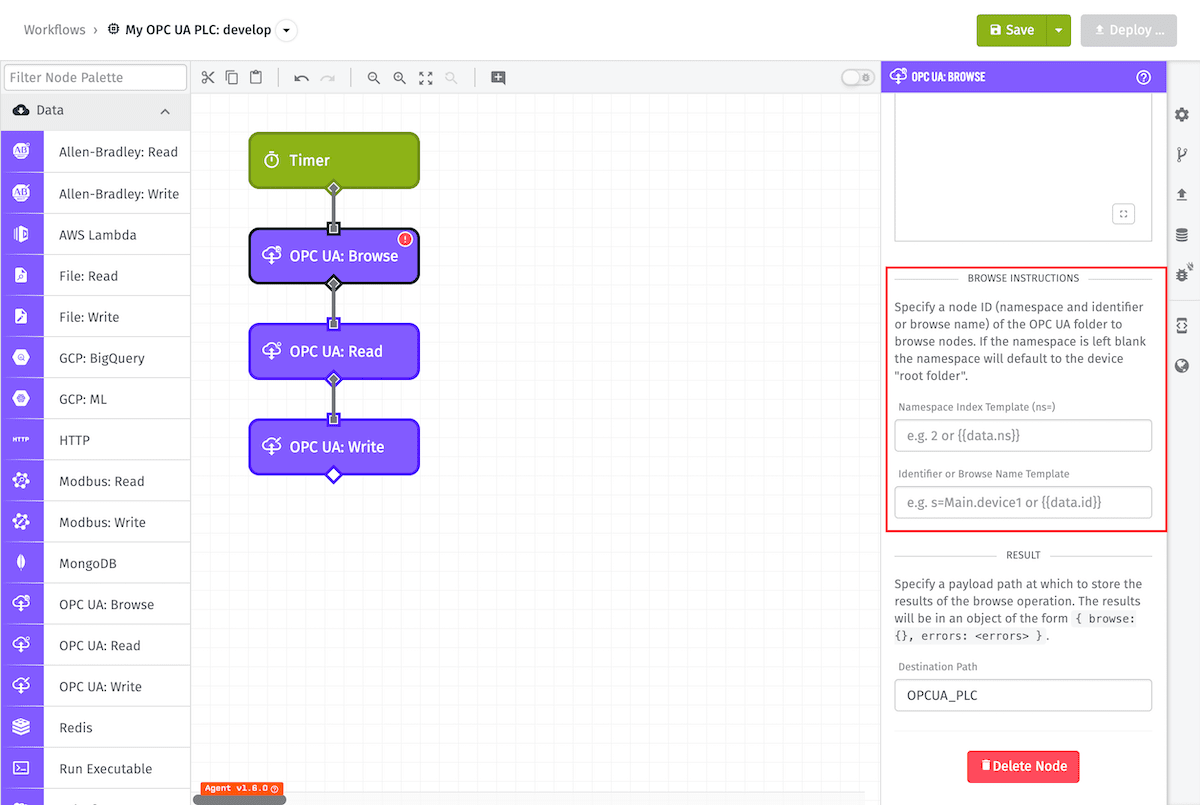 Workflows › My OPC UA PLC: develop
Save
Deploy ...
Filter Node Palette
Data
AB
Allen-Bradley: Read
AB
Allen-Bradley: Write
AWS Lambda
File: Read
File: Write
GCP: BigQuery
GCP: ML
HTTP
HTTP
Modbus: Read
Modbus: Write
MongoDB
OPC UA: Browse
OPC UA: Read
OPC UA: Write
Redis
Run Executable
Timer
OPC UA: Browse
OPC UA: Read
OPC UA: Write
Agent v1.6.0
OPC UA: BROWSE
BROWSE INSTRUCTIONS
Specify a node ID (namespace and identifier
or browse name) of the OPC UA folder to
browse nodes. If the namespace is left blank
the namespace will default to the device
"root folder".
Namespace Index Template (ns=)
e.g. 2 or {{data.ns}}
Identifier or Browse Name Template
e.g. s=Main.device1 or {{data.id}}
RESULT
Specify a payload path at which to store the
results of the browse operation. The results
will be in an object of the form { browse:
{}, errors: <errors> }.
Destination Path
OPCUA_PLC
Delete Node